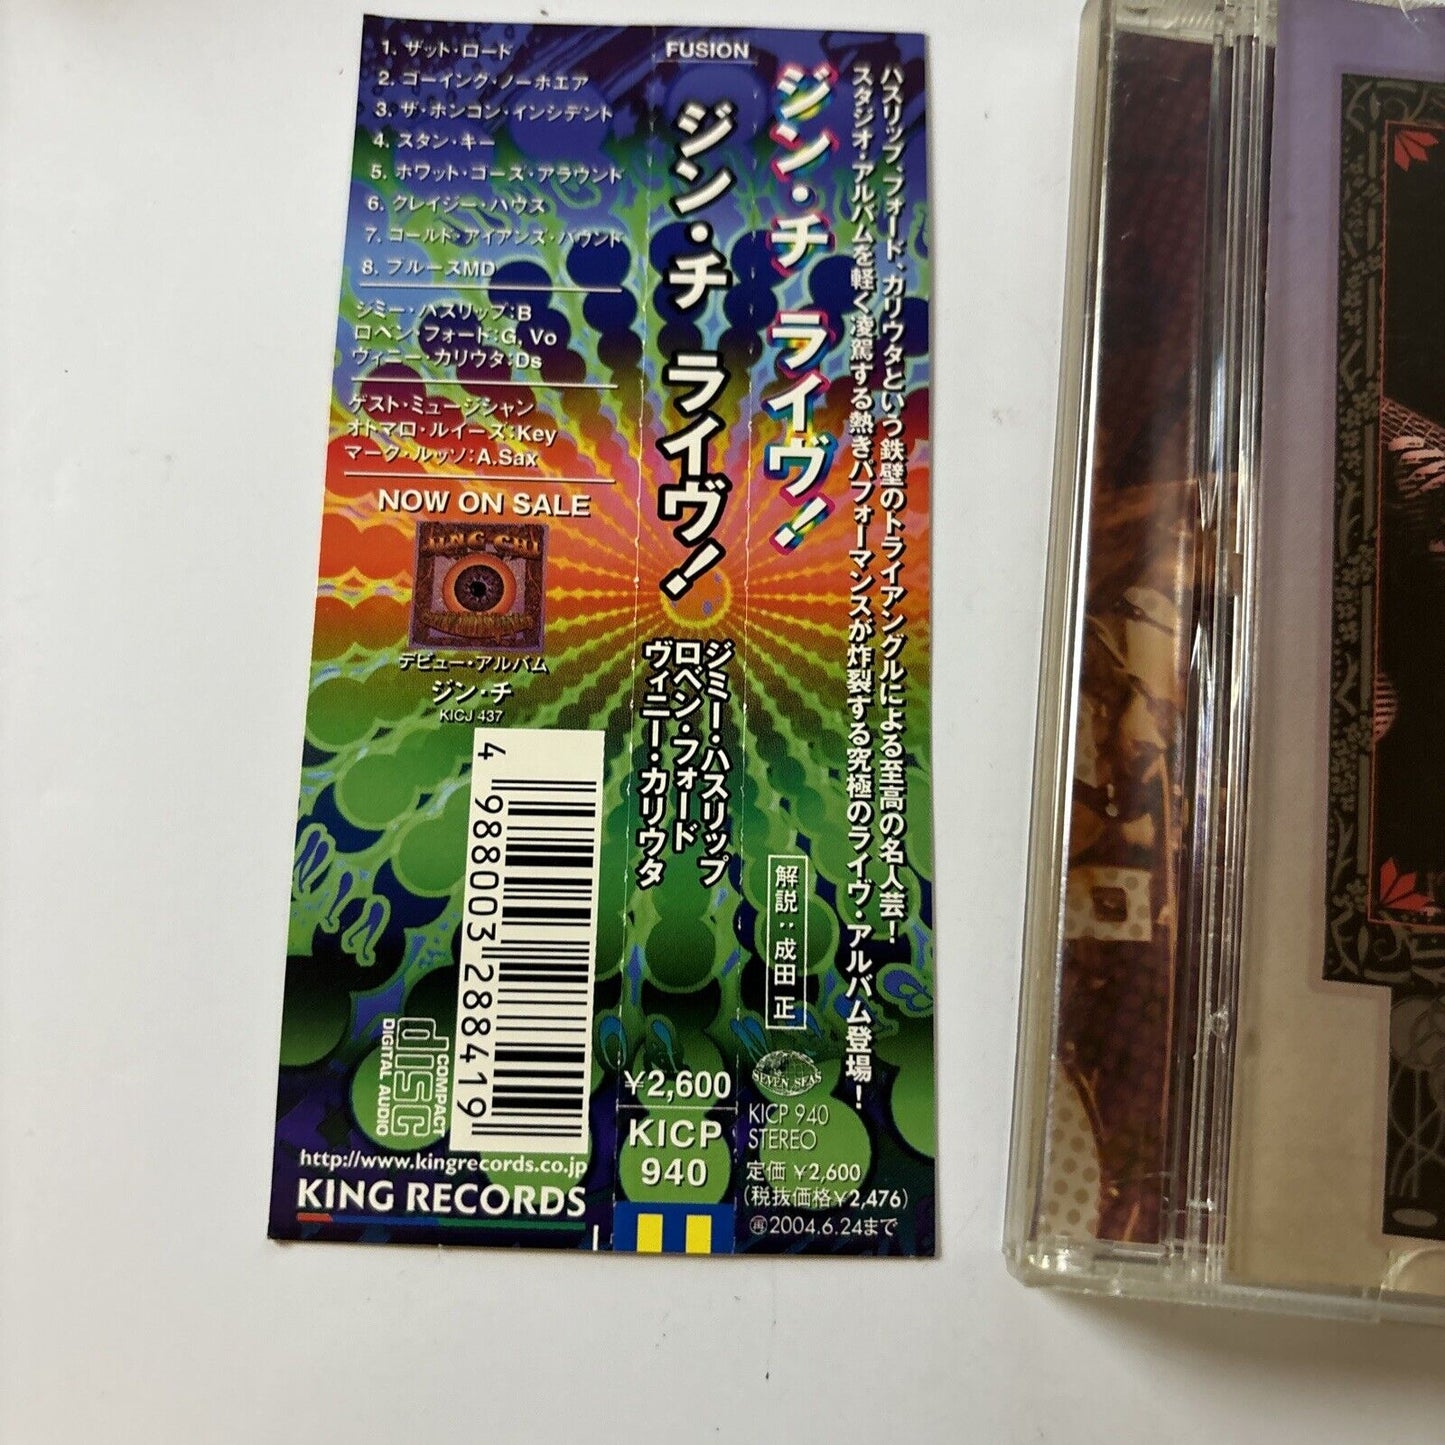 1. ザット・ロード
2. ゴーイング・ノーホエア
3. ザ・ホンコン・インシデント
4. スタン・キー
5. ホワット・ゴーズ・アラウンド
6. クレイジー・ハウス
7. コールド・アイアンズ・バウンド
8. ブルースMD
ジミー・ハスリップ:B
ロベン・フォード:G, Vo
ヴィニー・カリウタ:Ds
ゲスト・ミュージシャン
オトマロ・ルイーズ:Key
マーク・ルッソ:A.Sax
NOW ON SALE
JING CHI
デビュー・アルバム
ジン・チ
KICJ 437
4 988003 288419
COMPACT
disc
DIGITAL AUDIO
http://www.kingrecords.co.jp
KING RECORDS
FUSION
ジン・チ ライヴ!
ジミー・ハスリップ
ロベン・フォード
ヴィニー・カリウタ
¥2,600
KICP
940
ハスリップ、フォード、カリウタという鉄壁のトライアングルによる至高の名人芸!
スタジオ・アルバムを軽く凌駕する熱きパフォーマンスが炸裂する究極のライヴ・アルバム登場!
ジン・チ ライヴ!
解説:成田 正
SEVEN SEAS
KICP 940
STEREO
定価 ¥2,600
(税抜価格¥2,476)
㊢2004.6.24まで